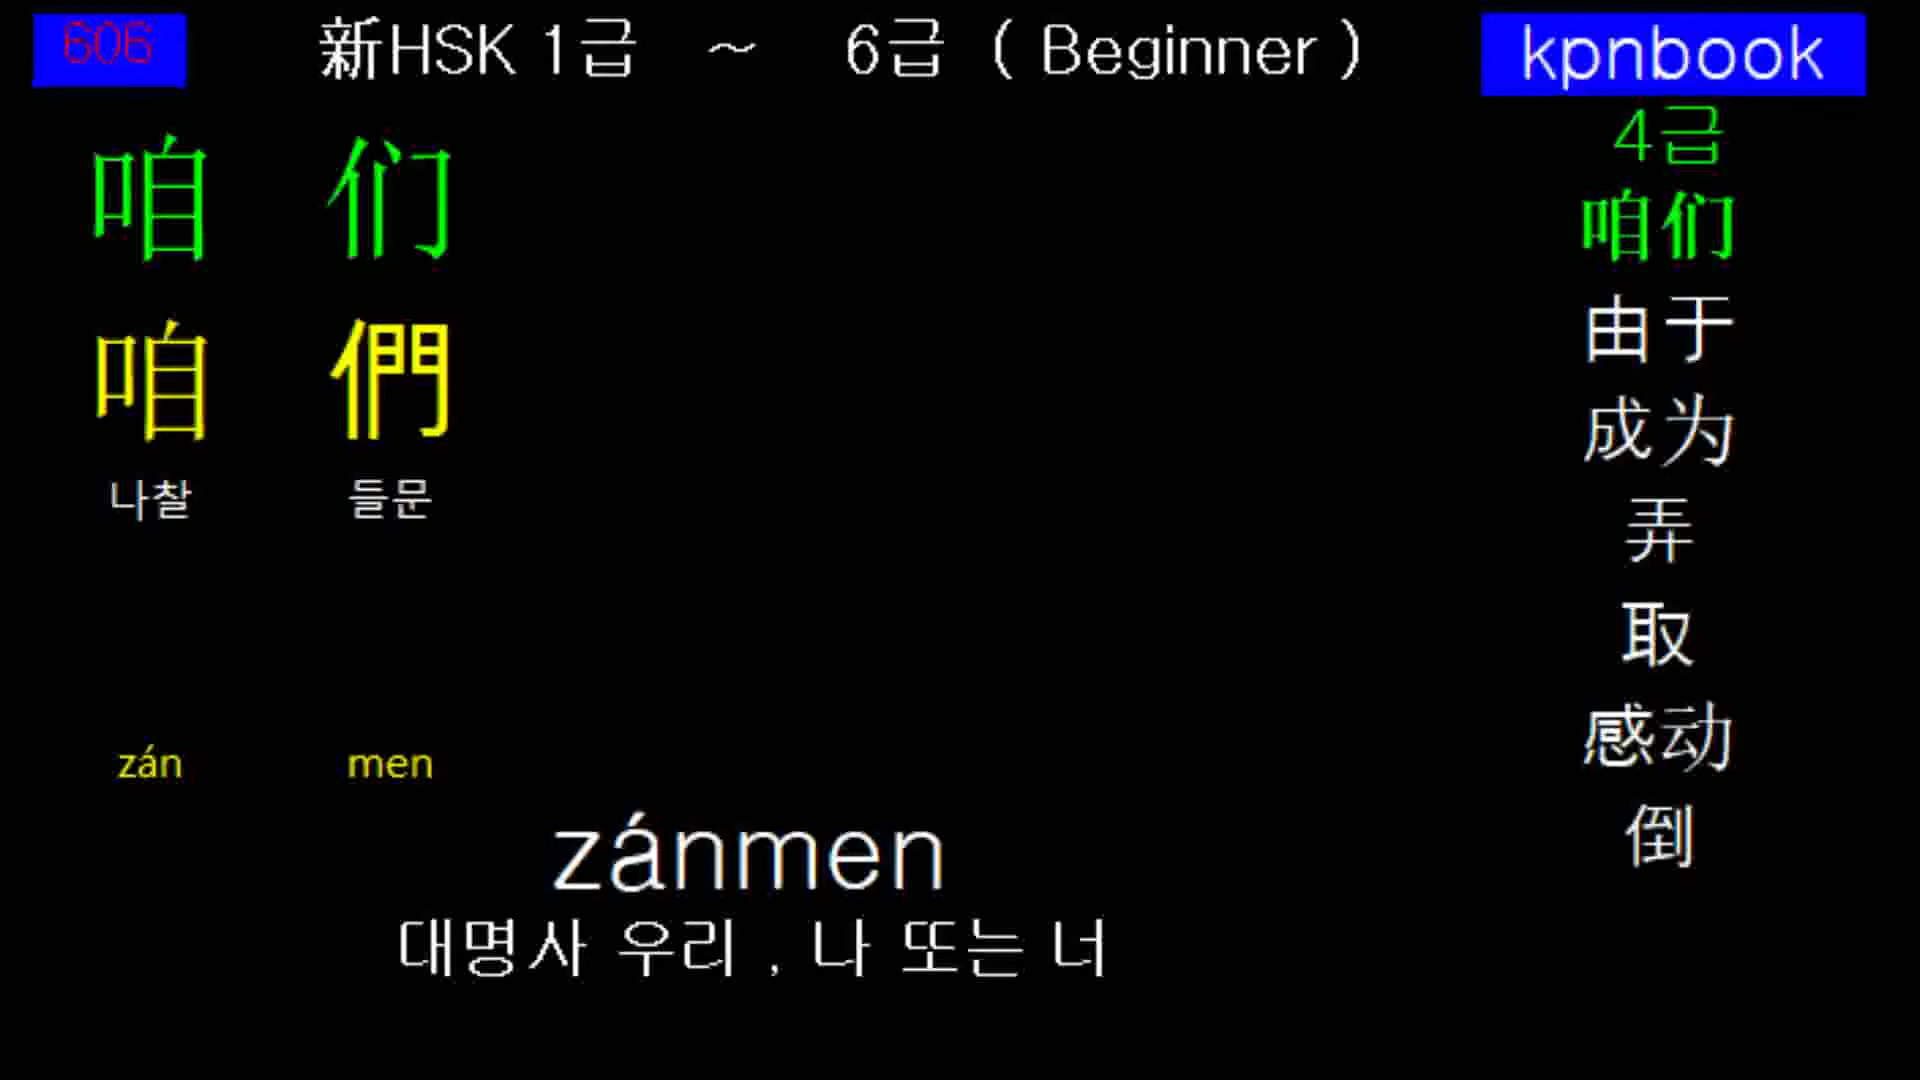 606 新HSK 1급 ~ 6급 ( Beginner ) kpnbook
咱 们
咱 們
나찰 들문
zán men
zánmen
대명사 우리 , 나 또는 너
4급
咱们
由于
成为
弄
取
感动
倒